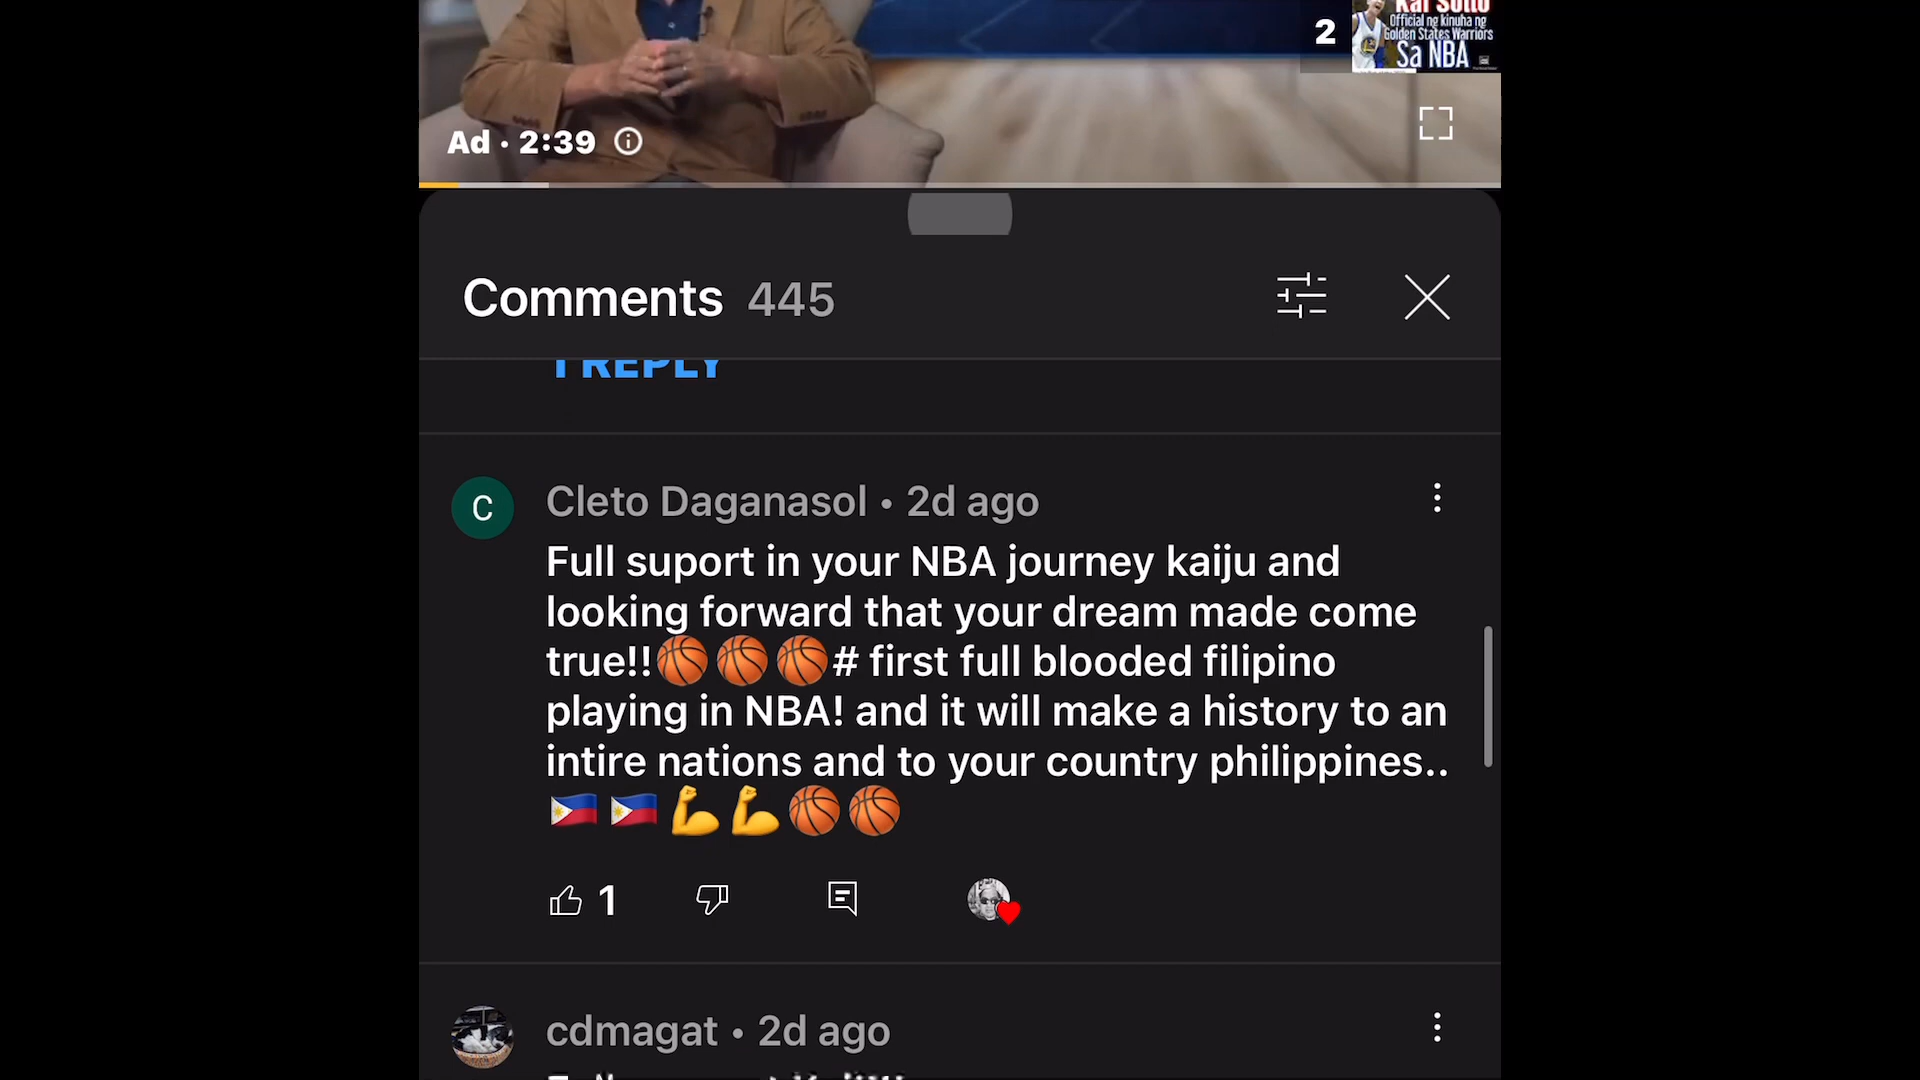 Kai Sotto
Official ng kinuha ng
Golden States Warriors
Sa NBA
2
Ad • 2:39
Comments 445
1 REPLY
C
Cleto Daganasol • 2d ago
Full suport in your NBA journey kaiju and
looking forward that your dream made come
true!!🏀🏀🏀# first full blooded filipino
playing in NBA! and it will make a history to an
intire nations and to your country philippines..
🇵🇭🇵🇭💪💪🏀🏀
1
cdmagat • 2d ago